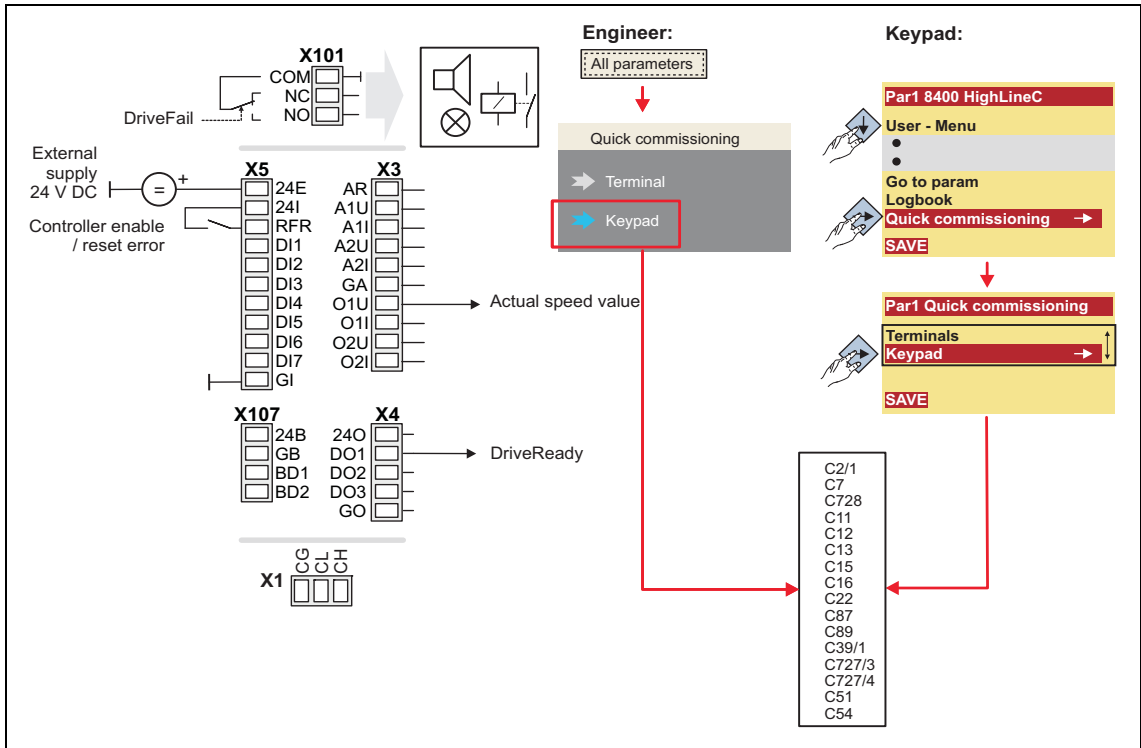 X101
COM
NC
NO
DriveFail
External
supply
24 V DC
=
+
Controller enable
/ reset error
X5
24E
24I
RFR
DI1
DI2
DI3
DI4
DI5
DI6
DI7
GI
X3
AR
A1U
A1I
A2U
A2I
GA
O1U
O1I
O2U
O2I
Actual speed value
X107
24B
GB
BD1
BD2
X4
24O
DO1
DO2
DO3
GO
DriveReady
X1
CG
CL
CH
Engineer:
All parameters
Quick commissioning
Terminal
Keypad
Keypad:
Par1 8400 HighLineC
User - Menu
Go to param
Logbook
Quick commissioning
SAVE
Par1 Quick commissioning
Terminals
Keypad
SAVE
C2/1
C7
C728
C11
C12
C13
C15
C16
C22
C87
C89
C39/1
C727/3
C727/4
C51
C54